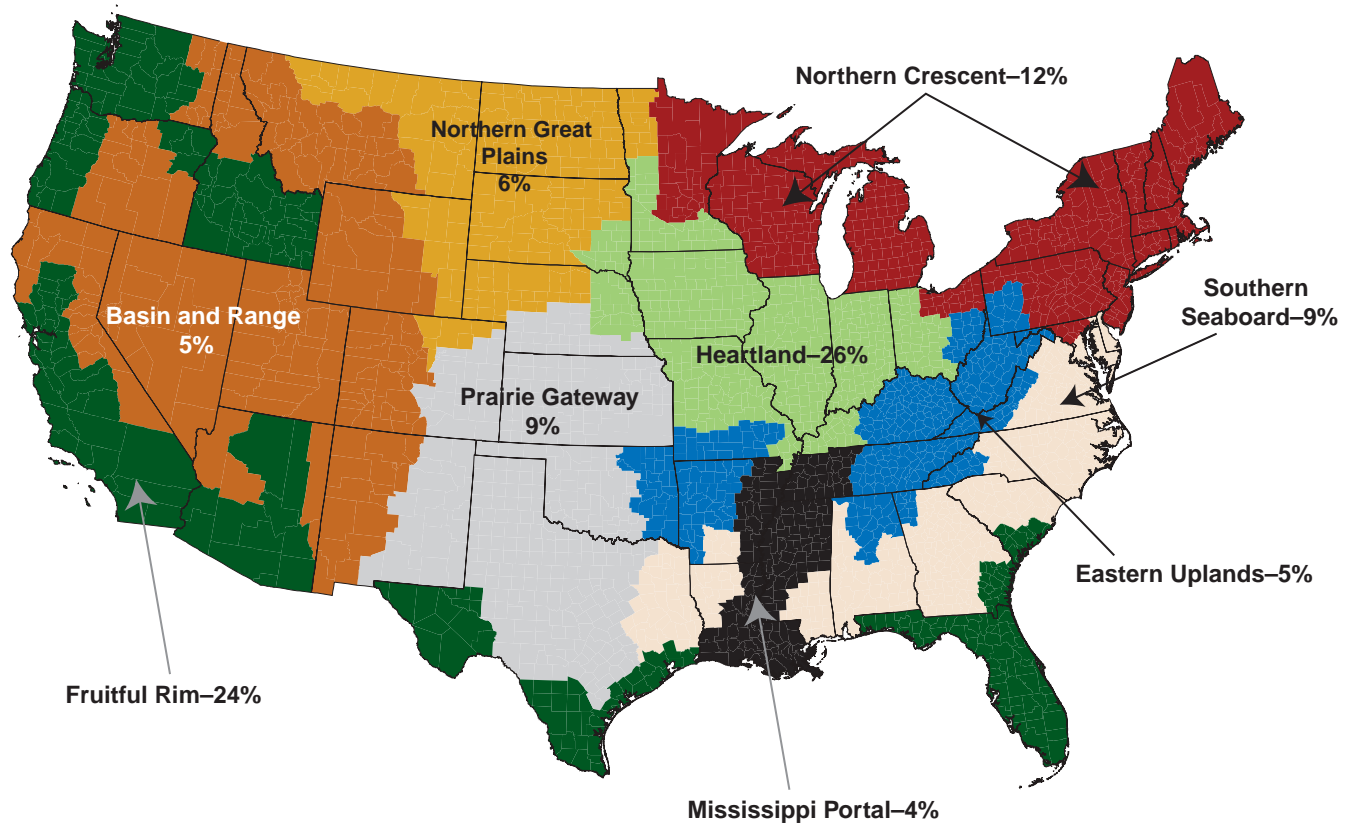 Northern Crescent–12%
Northern Great
Plains
6%
Southern
Seaboard–9%
Basin and Range
5%
Heartland–26%
Prairie Gateway
9%
Eastern Uplands–5%
Fruitful Rim–24%
Mississippi Portal–4%